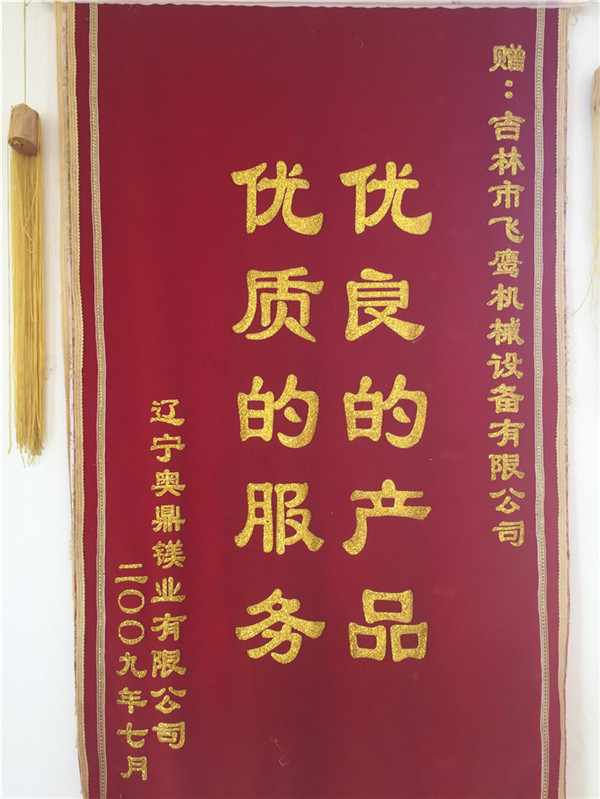 赠：吉林市飞鹰机械设备有限公司
优良的产品
优质的服务
辽宁奥鼎镁业有限公司
二〇〇九年七月